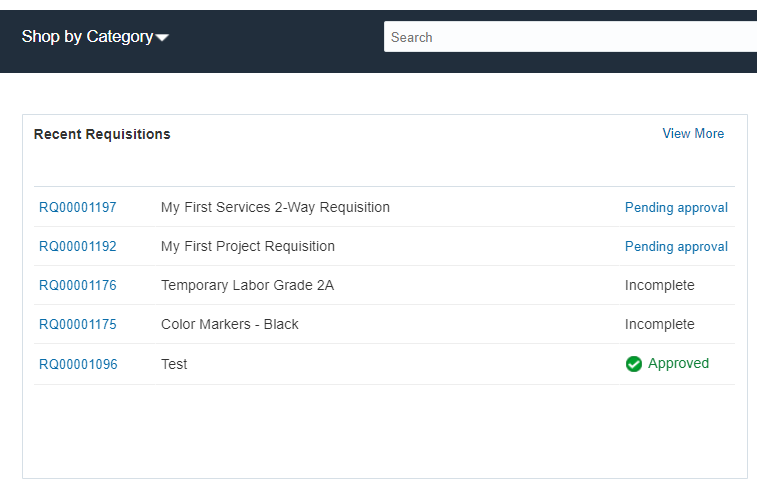 Shop by Category Search
Recent Requisitions View More
RQ00001197 My First Services 2-Way Requisition Pending approval
RQ00001192 My First Project Requisition Pending approval
RQ00001176 Temporary Labor Grade 2A Incomplete
RQ00001175 Color Markers - Black Incomplete
RQ00001096 Test Approved